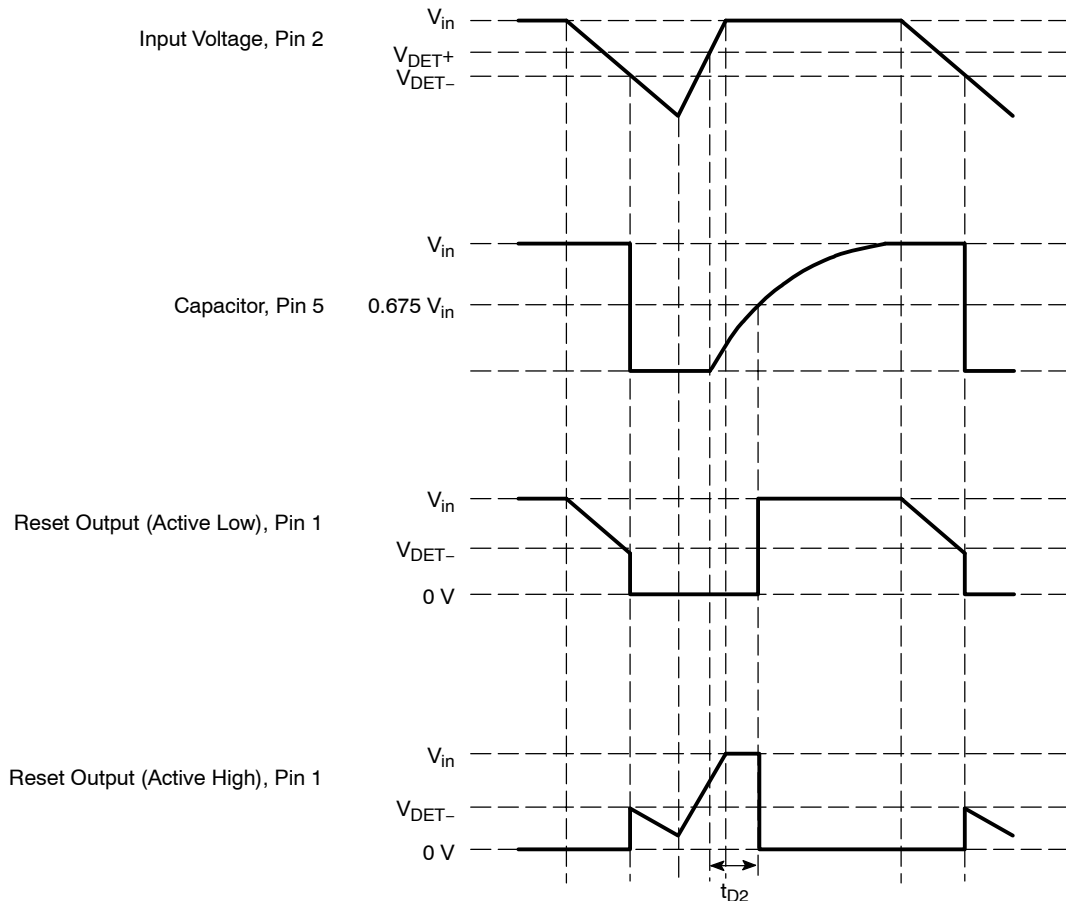 V_in
Input Voltage, Pin 2
V_DET+
V_DET−
V_in
Capacitor, Pin 5 0.675 V_in
V_in
Reset Output (Active Low), Pin 1
V_DET−
0 V
V_in
Reset Output (Active High), Pin 1
V_DET−
0 V
t_D2